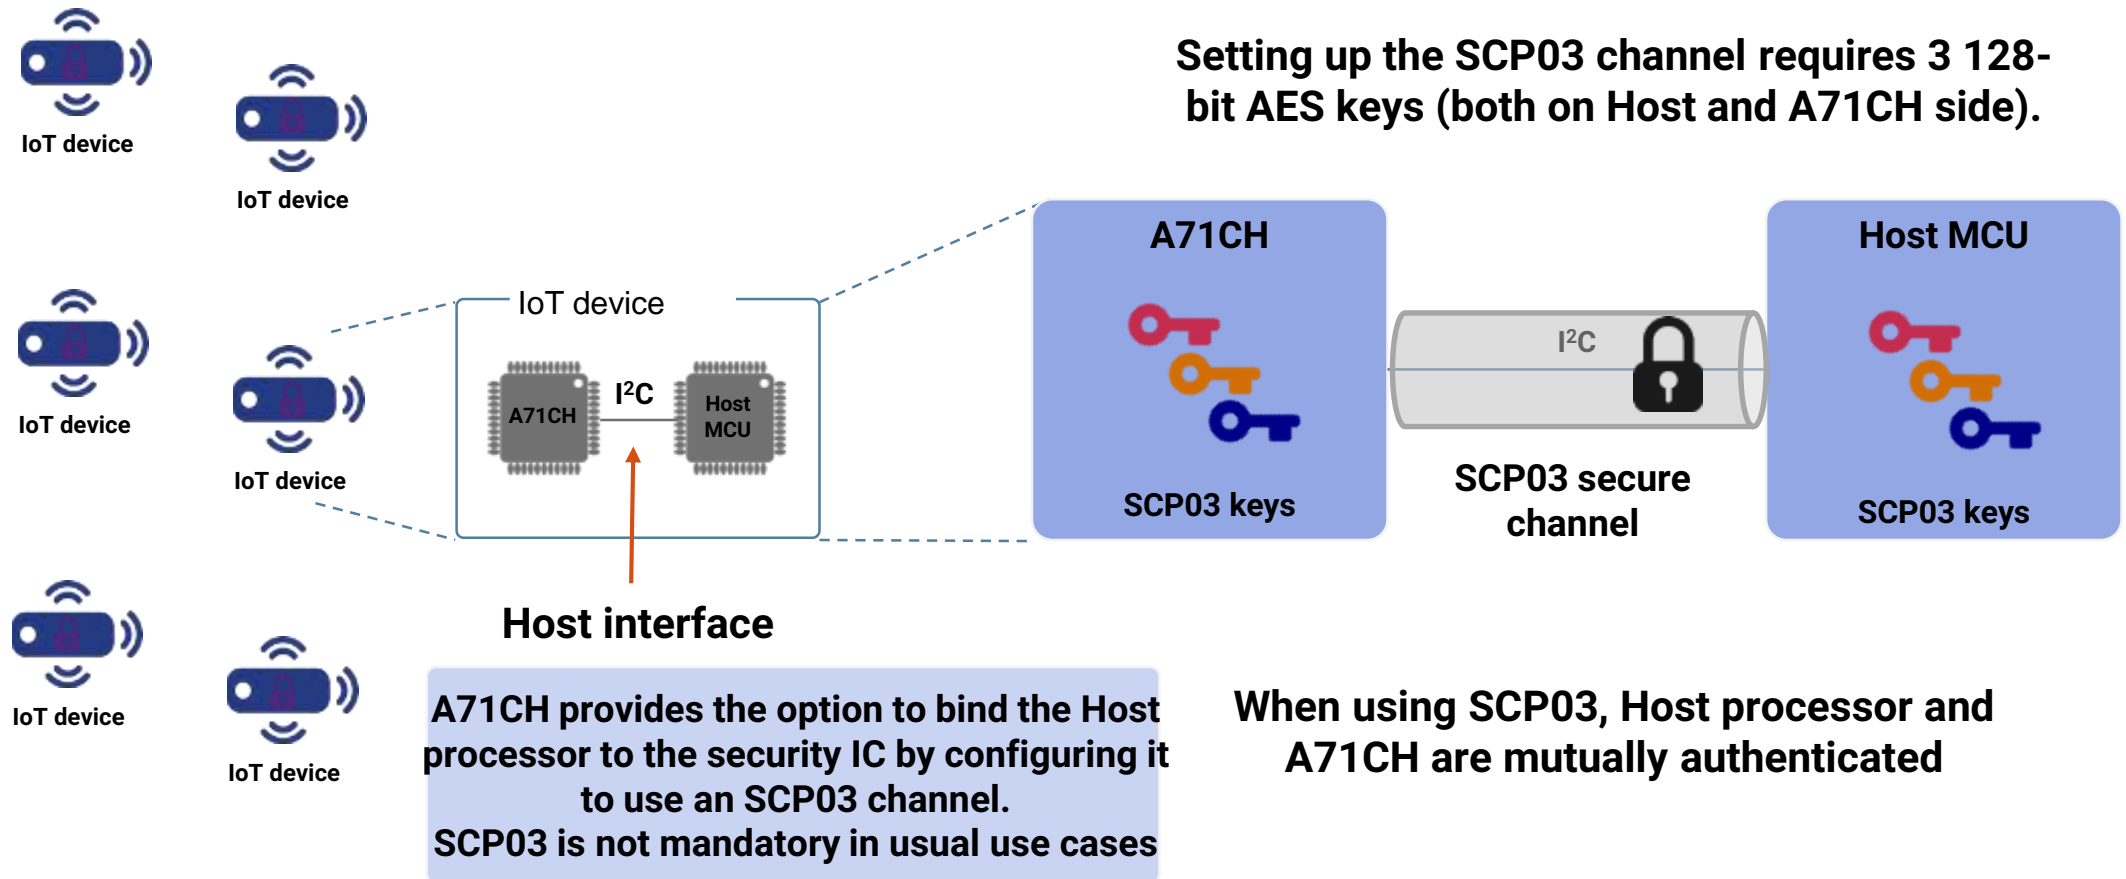 Setting up the SCP03 channel requires 3 128-
bit AES keys (both on Host and A71CH side).
IoT device
IoT device
IoT device
IoT device
IoT device
IoT device
IoT device
A71CH
I²C
Host
MCU
Host interface
A71CH provides the option to bind the Host
processor to the security IC by configuring it
to use an SCP03 channel.
SCP03 is not mandatory in usual use cases
A71CH
SCP03 keys
I²C
SCP03 secure
channel
Host MCU
SCP03 keys
When using SCP03, Host processor and
A71CH are mutually authenticated